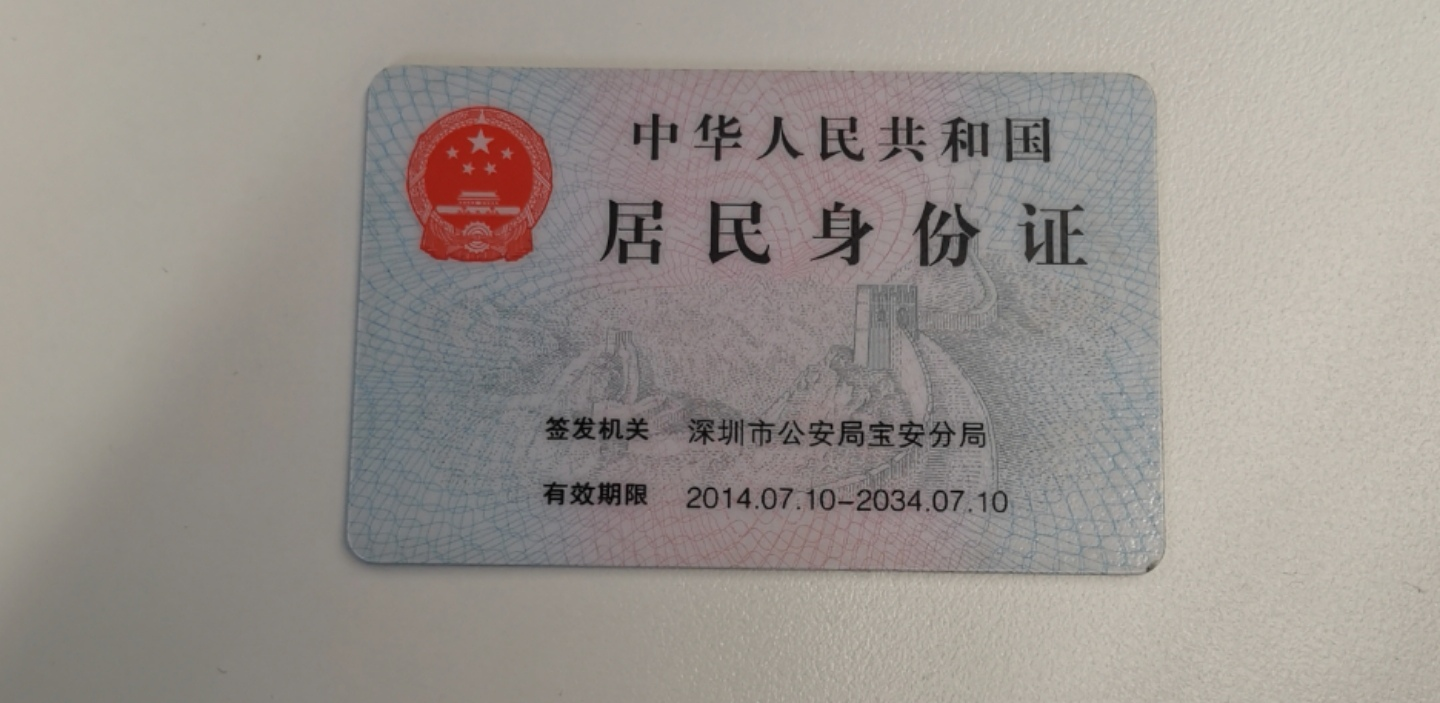 中华人民共和国
居民身份证
签发机关 深圳市公安局宝安分局
有效期限 2014.07.10-2034.07.10